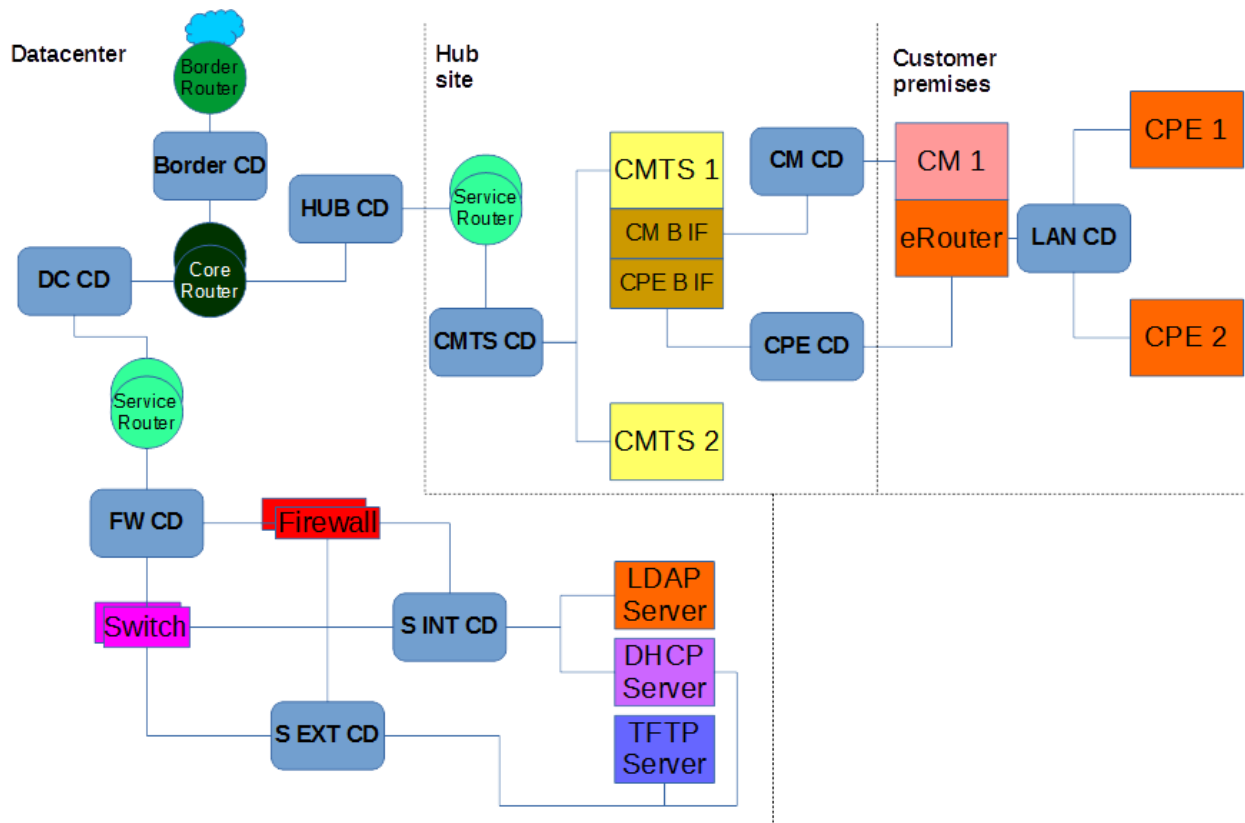 Datacenter
Border
Router
Border CD
HUB CD
DC CD
Core
Router
Service
Router
FW CD
Firewall
Switch
S INT CD
S EXT CD
LDAP
Server
DHCP
Server
TFTP
Server
Hub
site
Service
Router
CMTS CD
CMTS 1
CM B IF
CPE B IF
CMTS 2
CM CD
CPE CD
Customer
premises
CM 1
eRouter
LAN CD
CPE 1
CPE 2